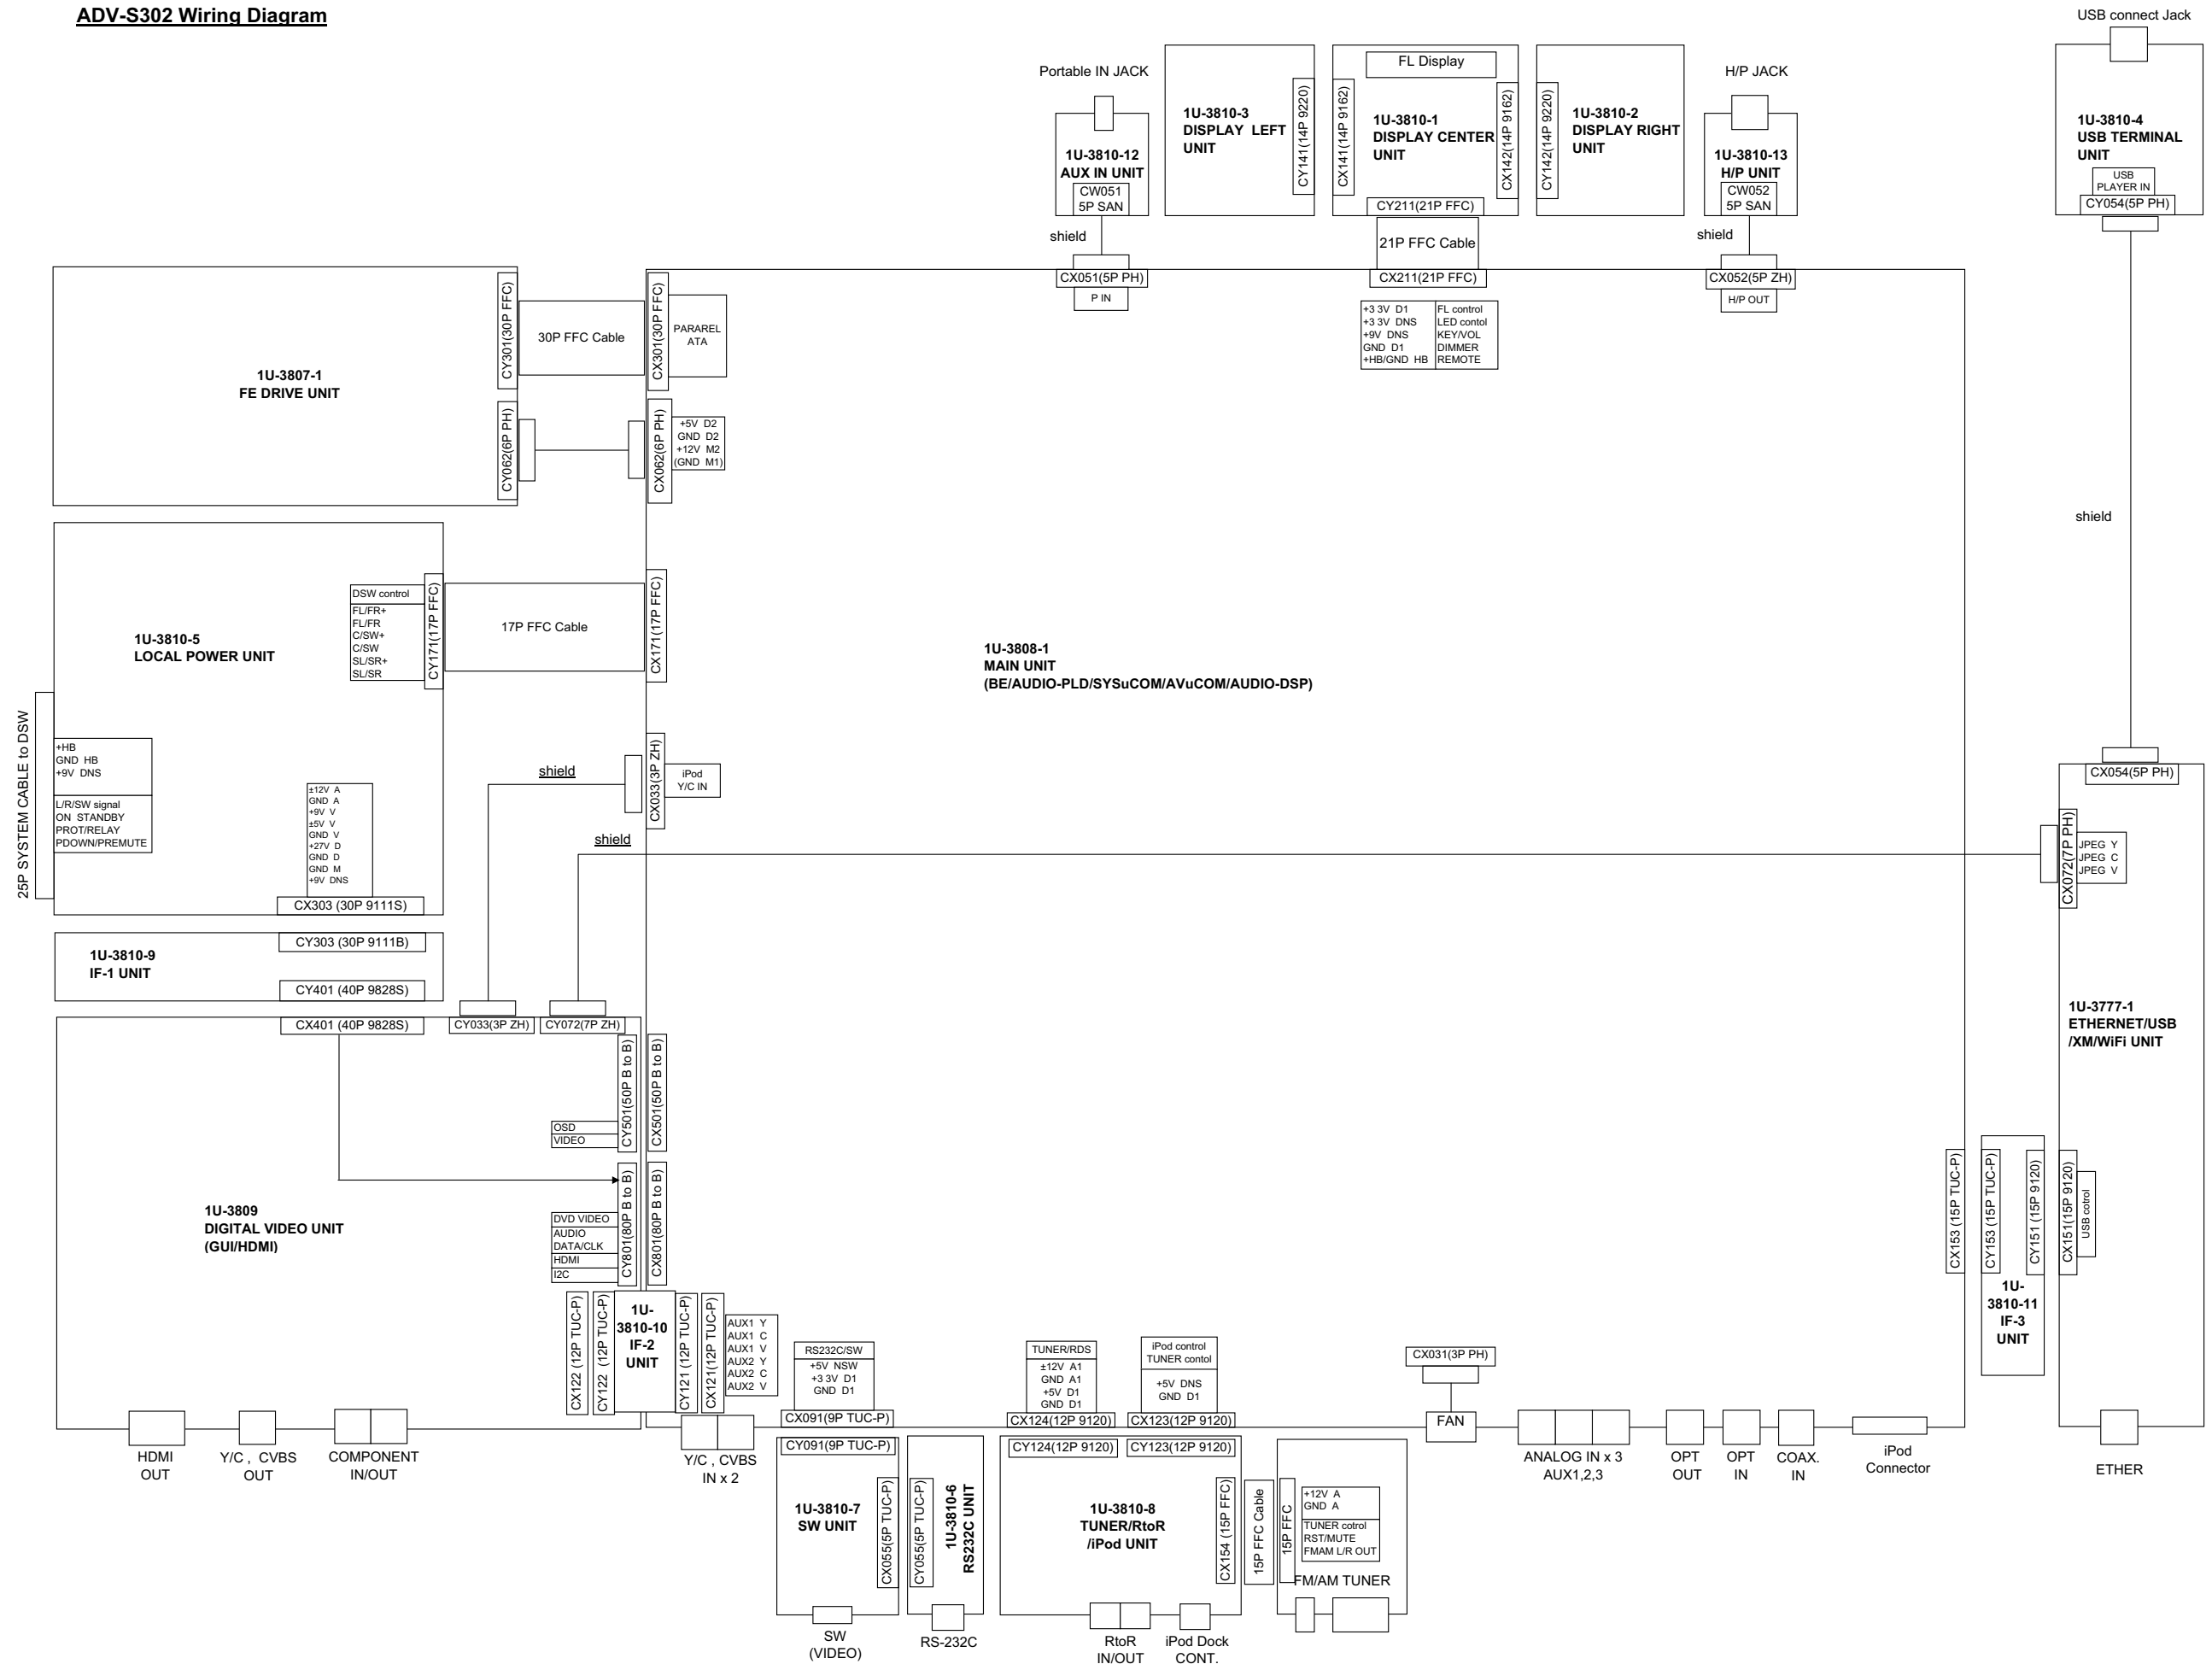 ADV-S302 Wiring Diagram
USB connect Jack
Portable IN JACK
FL Display
H/P JACK
1U-3810-12
AUX IN UNIT
CW051
5P SAN
1U-3810-3
DISPLAY LEFT
UNIT
CY141(14P 9220)
CX141(14P 9162)
1U-3810-1
DISPLAY CENTER
UNIT
CX142(14P 9162)
CY211(21P FFC)
CY142(14P 9220)
1U-3810-2
DISPLAY RIGHT
UNIT
1U-3810-13
H/P UNIT
CW052
5P SAN
1U-3810-4
USB TERMINAL
UNIT
USB
PLAYER IN
CY054(5P PH)
shield
21P FFC Cable
shield
CX051(5P PH)
P IN
CX211(21P FFC)
CX052(5P ZH)
H/P OUT
+3 3V D1
+3 3V DNS
+9V DNS
GND D1
+HB/GND HB
FL control
LED contol
KEY/VOL
DIMMER
REMOTE
1U-3807-1
FE DRIVE UNIT
CY301(30P FFC)
30P FFC Cable
CX301(30P FFC)
PARAREL
ATA
CY062(6P PH)
CX062(6P PH)
+5V D2
GND D2
+12V M2
(GND M1)
shield
1U-3810-5
LOCAL POWER UNIT
DSW control
FL/FR+
FL/FR
C/SW+
C/SW
SL/SR+
SL/SR
CY171(17P FFC)
17P FFC Cable
CX171(17P FFC)
1U-3808-1
MAIN UNIT
(BE/AUDIO-PLD/SYSuCOM/AVuCOM/AUDIO-DSP)
25P SYSTEM CABLE to DSW
+HB
GND HB
+9V DNS
L/R/SW signal
ON STANDBY
PROT/RELAY
PDOWN/PREMUTE
±12V A
GND A
+9V V
±5V V
GND V
+27V D
GND D
GND M
+9V DNS
CX303 (30P 9111S)
shield
CX033(3P ZH)
iPod
Y/C IN
shield
CX054(5P PH)
CX072(7P PH)
JPEG Y
JPEG C
JPEG V
1U-3810-9
IF-1 UNIT
CY303 (30P 9111B)
CY401 (40P 9828S)
CX401 (40P 9828S)
CY033(3P ZH)
CY072(7P ZH)
1U-3777-1
ETHERNET/USB
/XM/WiFi UNIT
OSD
VIDEO
CY501(50P B to B)
CX501(50P B to B)
1U-3809
DIGITAL VIDEO UNIT
(GUI/HDMI)
DVD VIDEO
AUDIO
DATA/CLK
HDMI
I2C
CY801(80P B to B)
CX801(80P B to B)
CX153 (15P TUC-P)
CY153 (15P TUC-P)
CY151 (15P 9120)
CX151(15P 9120)
USB cotrol
1U-
3810-11
IF-3
UNIT
CX122 (12P TUC-P)
CY122 (12P TUC-P)
1U-
3810-10
IF-2
UNIT
CY121 (12P TUC-P)
CX121(12P TUC-P)
AUX1 Y
AUX1 C
AUX1 V
AUX2 Y
AUX2 C
AUX2 V
RS232C/SW
+5V NSW
+3 3V D1
GND D1
CX091(9P TUC-P)
TUNER/RDS
±12V A1
GND A1
+5V D1
GND D1
CX124(12P 9120)
iPod control
TUNER contol
+5V DNS
GND D1
CX123(12P 9120)
CX031(3P PH)
FAN
HDMI
OUT
Y/C , CVBS
OUT
COMPONENT
IN/OUT
Y/C , CVBS
IN x 2
ANALOG IN x 3
AUX1,2,3
OPT
OUT
OPT
IN
COAX.
IN
iPod
Connector
ETHER
CY091(9P TUC-P)
1U-3810-7
SW UNIT
CX055(5P TUC-P)
CY055(5P TUC-P)
1U-3810-6
RS232C UNIT
CY124(12P 9120)
CY123(12P 9120)
1U-3810-8
TUNER/RtoR
/iPod UNIT
CX154 (15P FFC)
15P FFC Cable
15P FFC
+12V A
GND A
TUNER cotrol
RST/MUTE
FMAM L/R OUT
FM/AM TUNER
SW
(VIDEO)
RS-232C
RtoR
IN/OUT
iPod Dock
CONT.